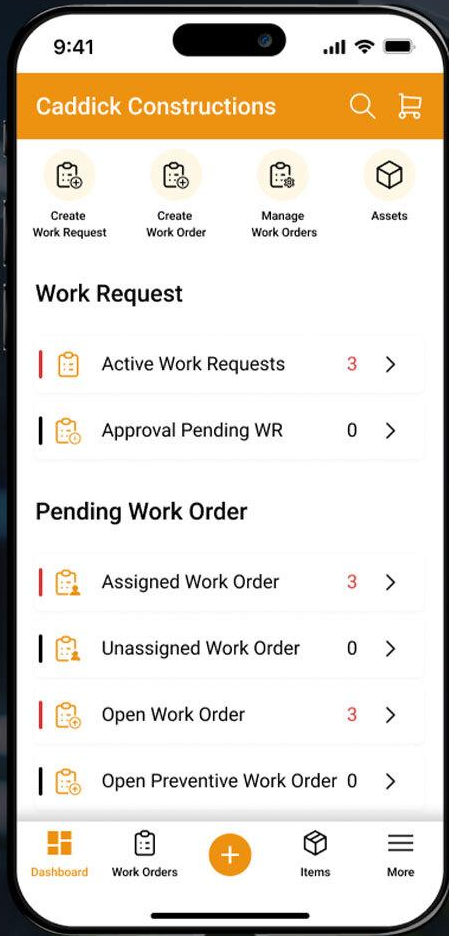 9:41
Caddick Constructions
Create
Work Request
Create
Work Order
Manage
Work Orders
Assets
Work Request
Active Work Requests 3
Approval Pending WR 0
Pending Work Order
Assigned Work Order 3
Unassigned Work Order 0
Open Work Order 3
Open Preventive Work Order 0
Dashboard
Work Orders
Items
More